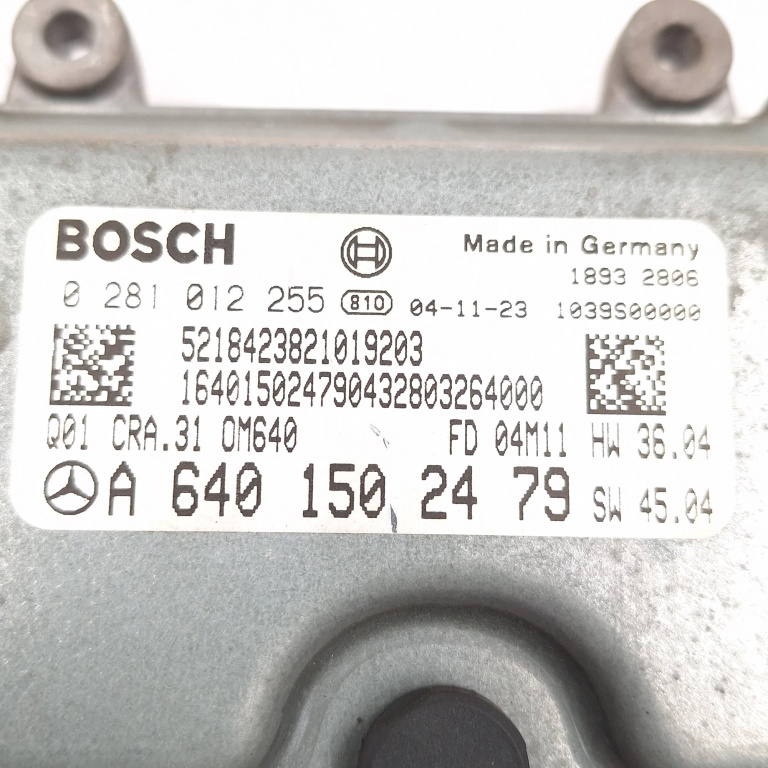 BOSCH
Made in Germany
1893 2806
0 281 012 255 810 04-11-23 1039S00000
5218423821019203
164015024790432803264000
Q01 CRA.31 OM640 FD 04M11 HW 36.04
A 640 150 24 79 SW 45.04